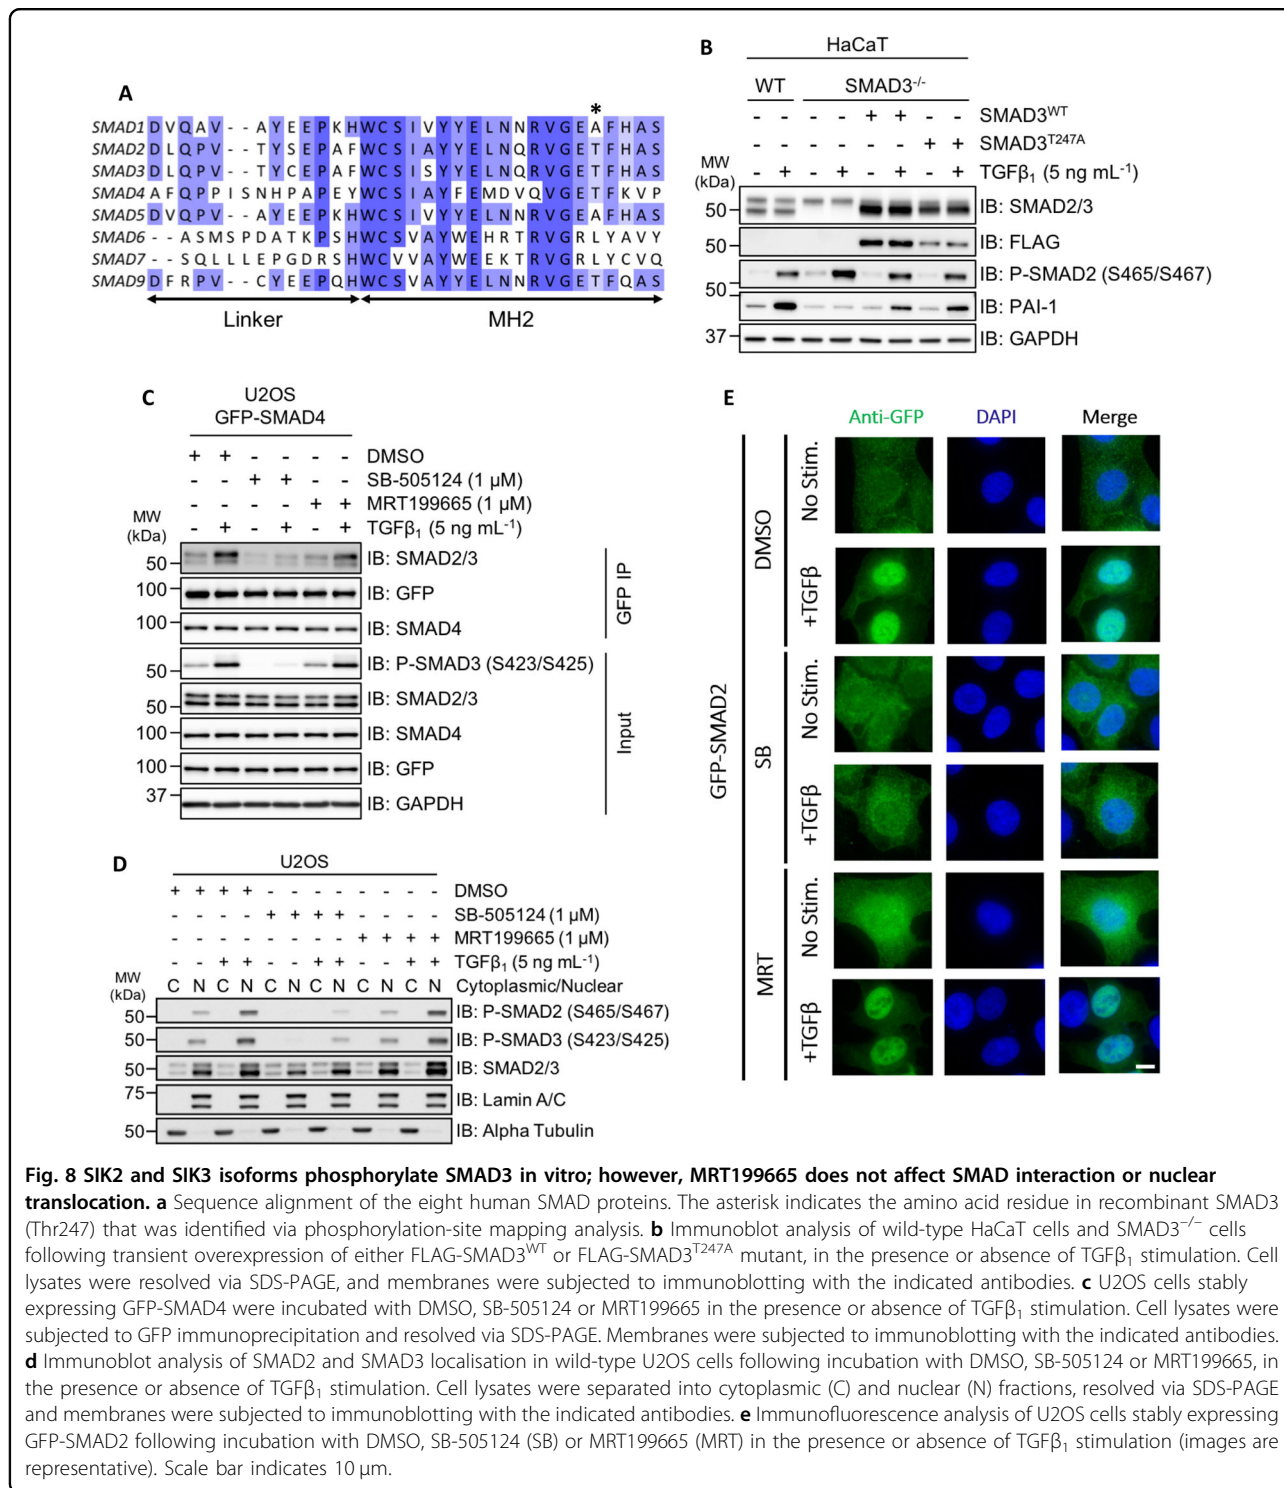 A
*
SMAD1 D V Q A V - - A Y E E P K H W C S I V Y Y E L N N R V G E A F H A S
SMAD2 D L Q P V - - T Y S E P A F W C S I A Y Y E L N Q R V G E T F H A S
SMAD3 D L Q P V - - T Y C E P A F W C S I S Y Y E L N Q R V G E T F H A S
SMAD4 A F Q P P I S N H P A P E Y W C S I A Y F E M D V Q V G E T F K V P
SMAD5 D V Q P V - - A Y E E P K H W C S I V Y Y E L N N R V G E A F H A S
SMAD6 - - A S M S P D A T K P S H W C S V A Y W E H R T R V G R L Y A V Y
SMAD7 - - S Q L L L E P G D R S H W C V V A Y W E E K T R V G R L Y C V Q
SMAD9 D F R P V - - C Y E E P Q H W C S V A Y Y E L N N R V G E T F Q A S
Linker MH2
B
HaCaT
WT SMAD3-/-
- - - - + + - - SMAD3WT
- - - - - - + + SMAD3T247A
- + - + - + - + TGFβ1 (5 ng mL-1)
MW
(kDa)
50 IB: SMAD2/3
50 IB: FLAG
50 IB: P-SMAD2 (S465/S467)
IB: PAI-1
37 IB: GAPDH
C
U2OS
GFP-SMAD4
+ + - - - - DMSO
- - + + - - SB-505124 (1 µM)
- - - - + + MRT199665 (1 µM)
- + - + - + TGFβ1 (5 ng mL-1)
MW
(kDa)
50 IB: SMAD2/3
100 IB: GFP
100 IB: SMAD4
GFP IP
50 IB: P-SMAD3 (S423/S425)
50 IB: SMAD2/3
100 IB: SMAD4
100 IB: GFP
37 IB: GAPDH
Input
D
U2OS
+ + + + - - - - - - - - DMSO
- - - - + + + + - - - - SB-505124 (1 µM)
- - - - - - - - + + + + MRT199665 (1 µM)
- - + + - - + + - - + + TGFβ1 (5 ng mL-1)
MW
(kDa)
C N C N C N C N C N C N Cytoplasmic/Nuclear
50 IB: P-SMAD2 (S465/S467)
50 IB: P-SMAD3 (S423/S425)
50 IB: SMAD2/3
75 IB: Lamin A/C
50 IB: Alpha Tubulin
E
Anti-GFP DAPI Merge
GFP-SMAD2
DMSO
No Stim.
+TGFβ
SB
No Stim.
+TGFβ
MRT
No Stim.
+TGFβ
Fig. 8 SIK2 and SIK3 isoforms phosphorylate SMAD3 in vitro; however, MRT199665 does not affect SMAD interaction or nuclear
translocation. a Sequence alignment of the eight human SMAD proteins. The asterisk indicates the amino acid residue in recombinant SMAD3
(Thr247) that was identified via phosphorylation-site mapping analysis. b Immunoblot analysis of wild-type HaCaT cells and SMAD3−/− cells
following transient overexpression of either FLAG-SMAD3WT or FLAG-SMAD3T247A mutant, in the presence or absence of TGFβ1 stimulation. Cell
lysates were resolved via SDS-PAGE, and membranes were subjected to immunoblotting with the indicated antibodies. c U2OS cells stably
expressing GFP-SMAD4 were incubated with DMSO, SB-505124 or MRT199665 in the presence or absence of TGFβ1 stimulation. Cell lysates were
subjected to GFP immunoprecipitation and resolved via SDS-PAGE. Membranes were subjected to immunoblotting with the indicated antibodies.
d Immunoblot analysis of SMAD2 and SMAD3 localisation in wild-type U2OS cells following incubation with DMSO, SB-505124 or MRT199665, in
the presence or absence of TGFβ1 stimulation. Cell lysates were separated into cytoplasmic (C) and nuclear (N) fractions, resolved via SDS-PAGE
and membranes were subjected to immunoblotting with the indicated antibodies. e Immunofluorescence analysis of U2OS cells stably expressing
GFP-SMAD2 following incubation with DMSO, SB-505124 (SB) or MRT199665 (MRT) in the presence or absence of TGFβ1 stimulation (images are
representative). Scale bar indicates 10 µm.